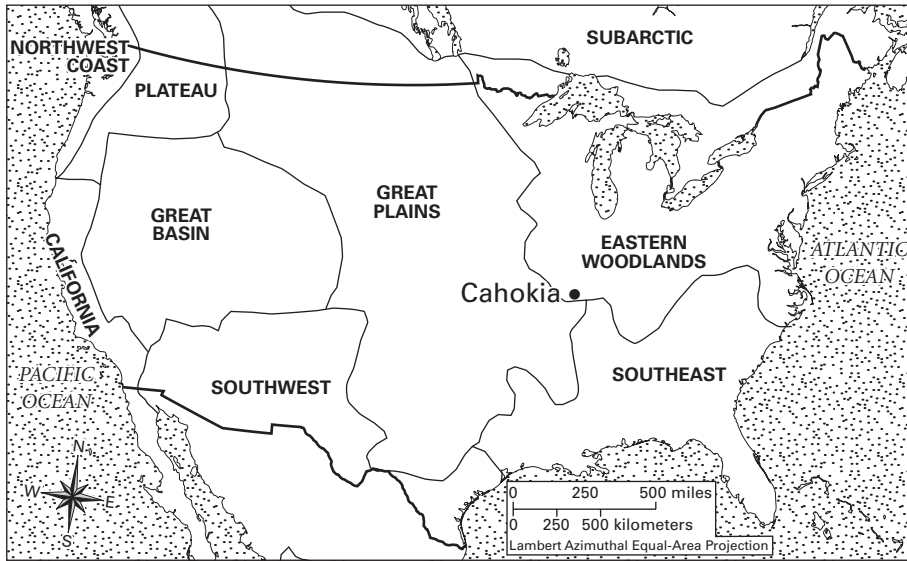 SUBARCTIC
NORTHWEST
COAST
PLATEAU
GREAT
PLAINS
GREAT
BASIN
EASTERN
WOODLANDS
ATLANTIC
OCEAN
CALIFORNIA
Cahokia
PACIFIC
OCEAN
SOUTHWEST
SOUTHEAST
N
W
E
S
0 250 500 miles
0 250 500 kilometers
Lambert Azimuthal Equal-Area Projection